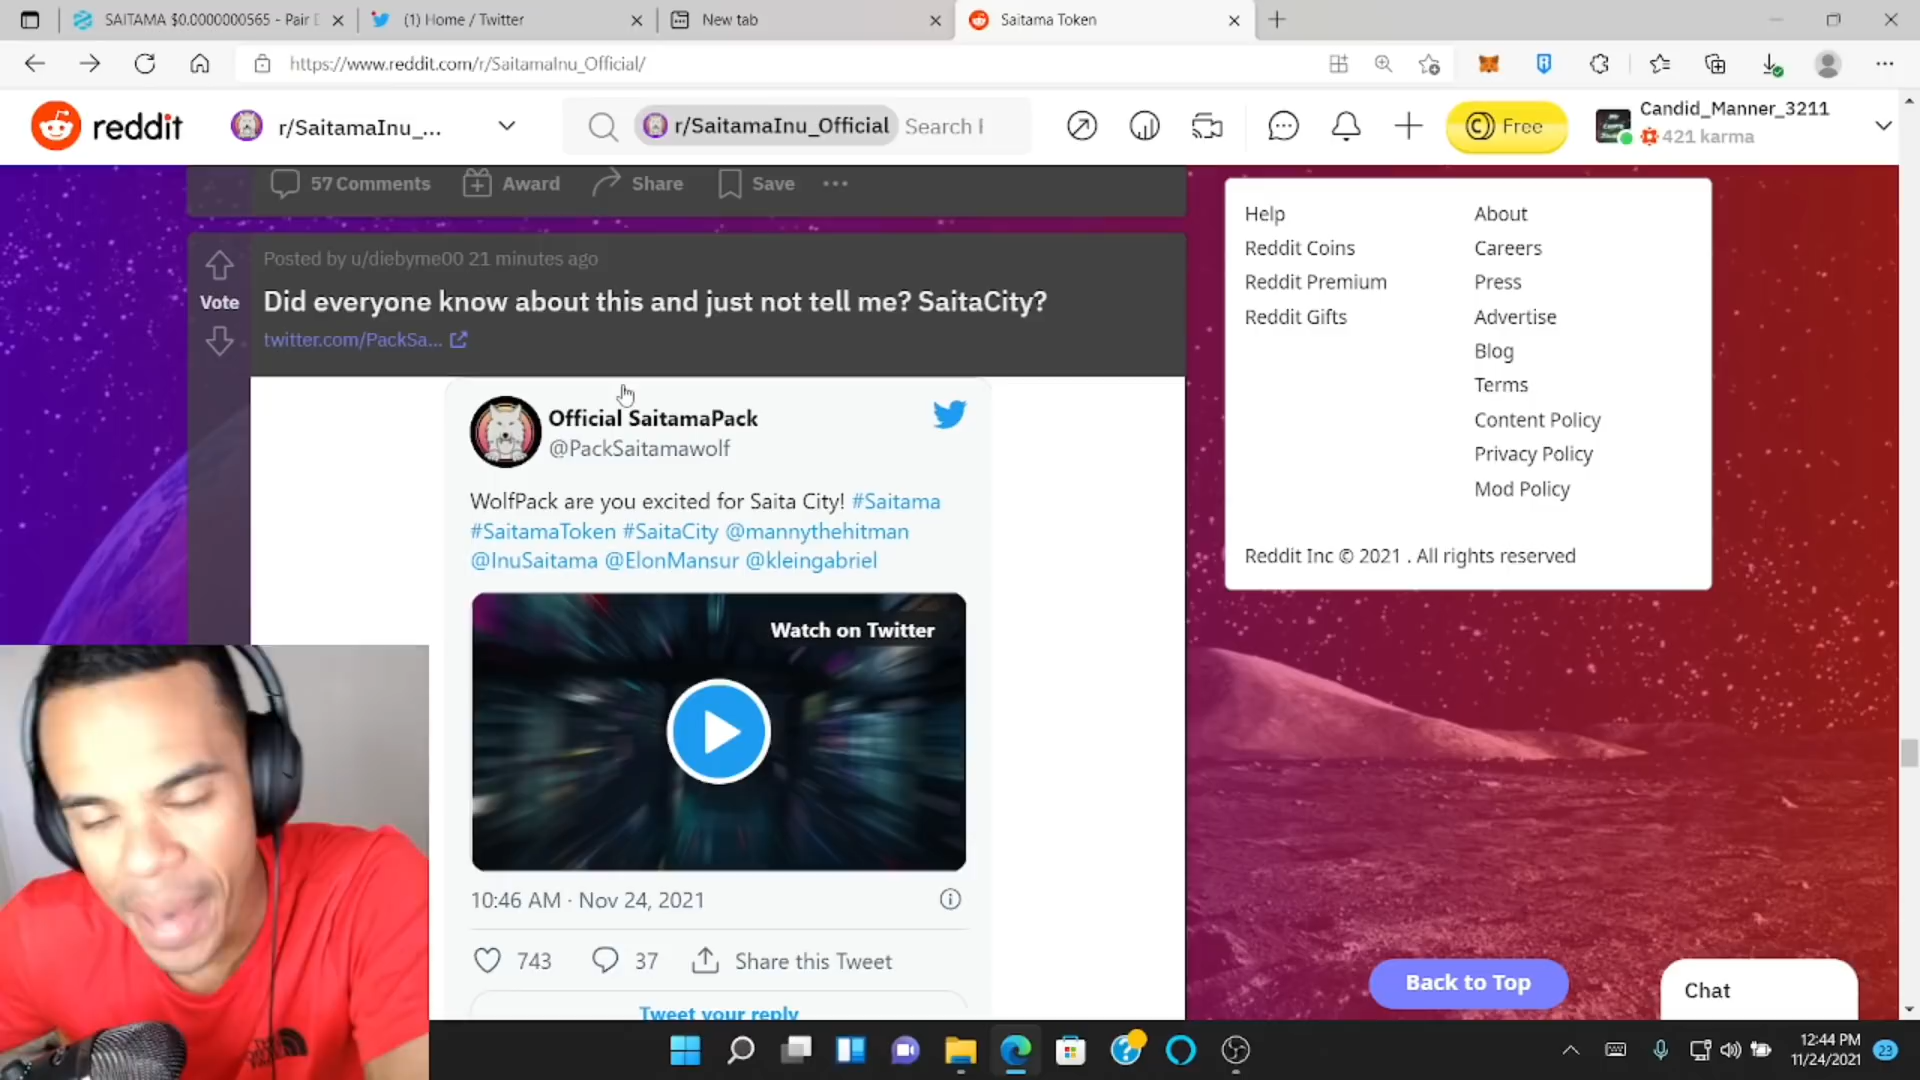 SAITAMA $0.0000000565 - Pair E
(1) Home / Twitter
New tab
Saitama Token
https://www.reddit.com/r/SaitamaInu_Official/
reddit
r/SaitamaInu_...
r/SaitamaInu_Official
Search
Free
Candid_Manner_3211
421 karma
57 Comments
Award
Share
Save
Posted by u/diebyme00 21 minutes ago
Vote
Did everyone know about this and just not tell me? SaitaCity?
twitter.com/PackSa...
Official SaitamaPack
@PackSaitamawolf
WolfPack are you excited for Saita City! #Saitama
#SaitamaToken #SaitaCity @mannythehitman
@InuSaitama @ElonMansur @kleingabriel
Watch on Twitter
10:46 AM · Nov 24, 2021
743
37
Share this Tweet
Tweet your reply
Help
About
Reddit Coins
Careers
Reddit Premium
Press
Reddit Gifts
Advertise
Blog
Terms
Content Policy
Privacy Policy
Mod Policy
Reddit Inc © 2021 . All rights reserved
Back to Top
Chat
12:44 PM
11/24/2021
23